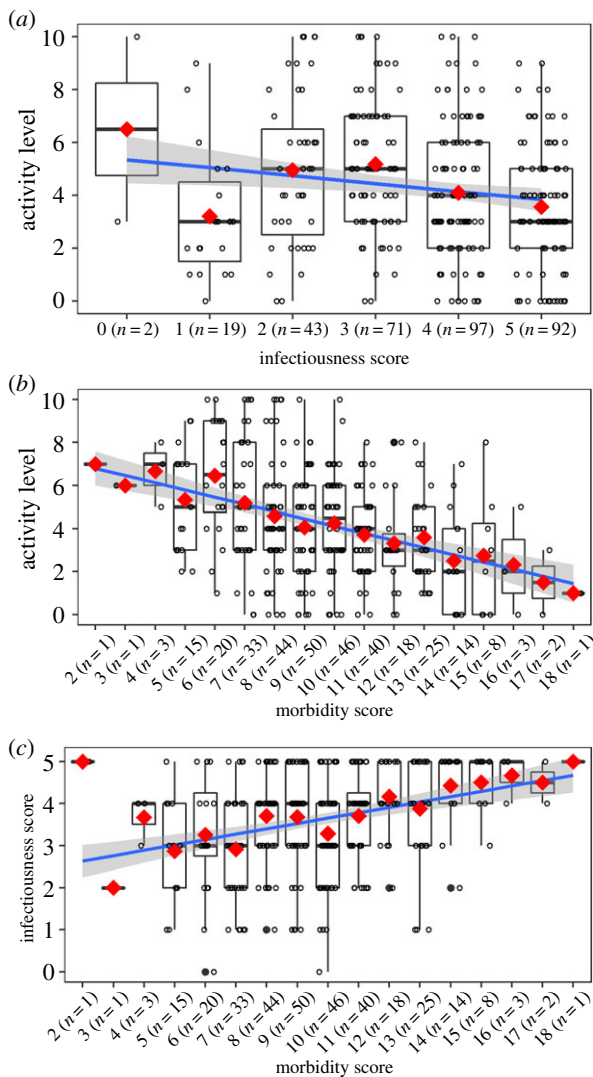 (a)
10
8
6
4
2
0
activity level
0 (n = 2) 1 (n = 19) 2 (n = 43) 3 (n = 71) 4 (n = 97) 5 (n = 92)
infectiousness score
(b)
10
8
6
4
2
0
activity level
2 (n = 1)
3 (n = 1)
4 (n = 3)
5 (n = 15)
6 (n = 20)
7 (n = 33)
8 (n = 44)
9 (n = 50)
10 (n = 46)
11 (n = 40)
12 (n = 18)
13 (n = 25)
14 (n = 14)
15 (n = 8)
16 (n = 3)
17 (n = 2)
18 (n = 1)
morbidity score
(c)
5
4
3
2
1
0
infectiousness score
2 (n = 1)
3 (n = 1)
4 (n = 3)
5 (n = 15)
6 (n = 20)
7 (n = 33)
8 (n = 44)
9 (n = 50)
10 (n = 46)
11 (n = 40)
12 (n = 18)
13 (n = 25)
14 (n = 14)
15 (n = 8)
16 (n = 3)
17 (n = 2)
18 (n = 1)
morbidity score